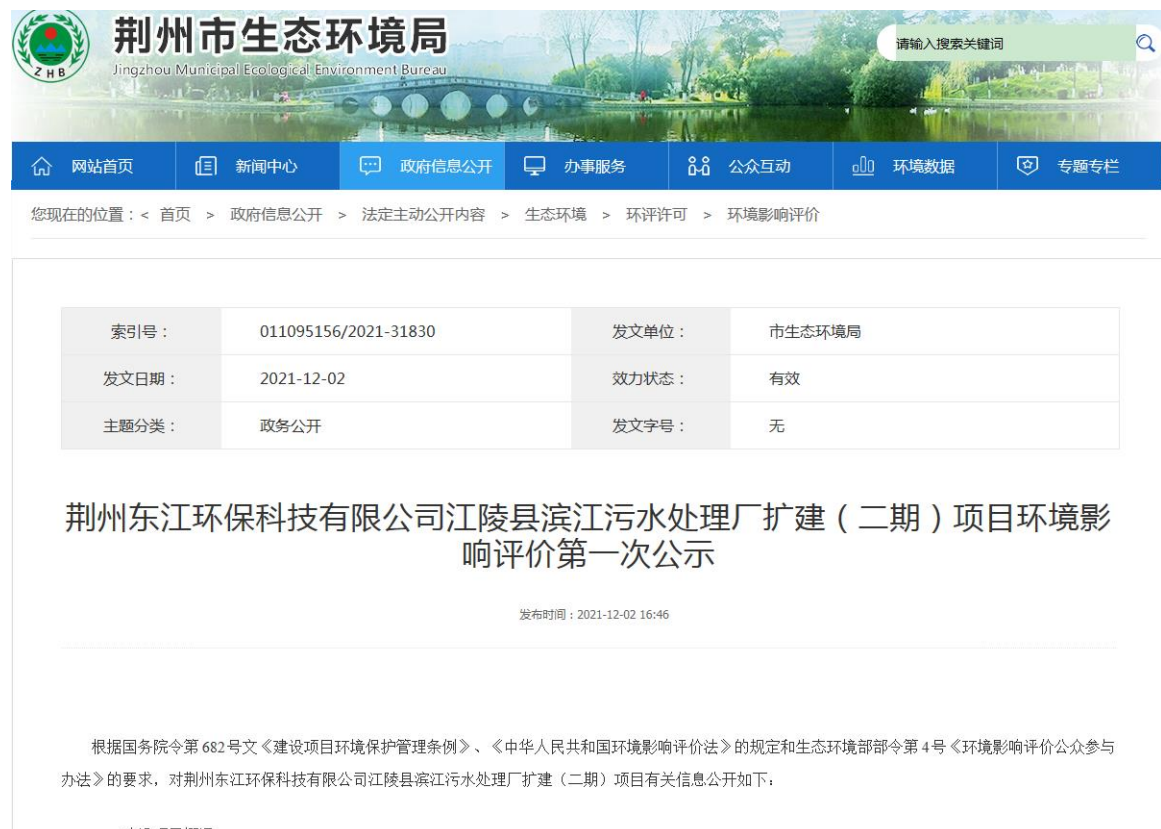 荆州市生态环境局
Jingzhou Municipal Ecological Environment Bureau
ZHB
请输入搜索关键词
网站首页 新闻中心 政府信息公开 办事服务 公众互动 环境数据 专题专栏
您现在的位置：< 首页 > 政府信息公开 > 法定主动公开内容 > 生态环境 > 环评许可 > 环境影响评价
索引号： 011095156/2021-31830 发文单位： 市生态环境局
发文日期： 2021-12-02 效力状态： 有效
主题分类： 政务公开 发文字号： 无
荆州东江环保科技有限公司江陵县滨江污水处理厂扩建（二期）项目环境影
响评价第一次公示
发布时间：2021-12-02 16:46
根据国务院令第 682 号文《建设项目环境保护管理条例》、《中华人民共和国环境影响评价法》的规定和生态环境部部令第 4 号《环境影响评价公众参与
办法》的要求，对荆州东江环保科技有限公司江陵县滨江污水处理厂扩建（二期）项目有关信息公开如下：